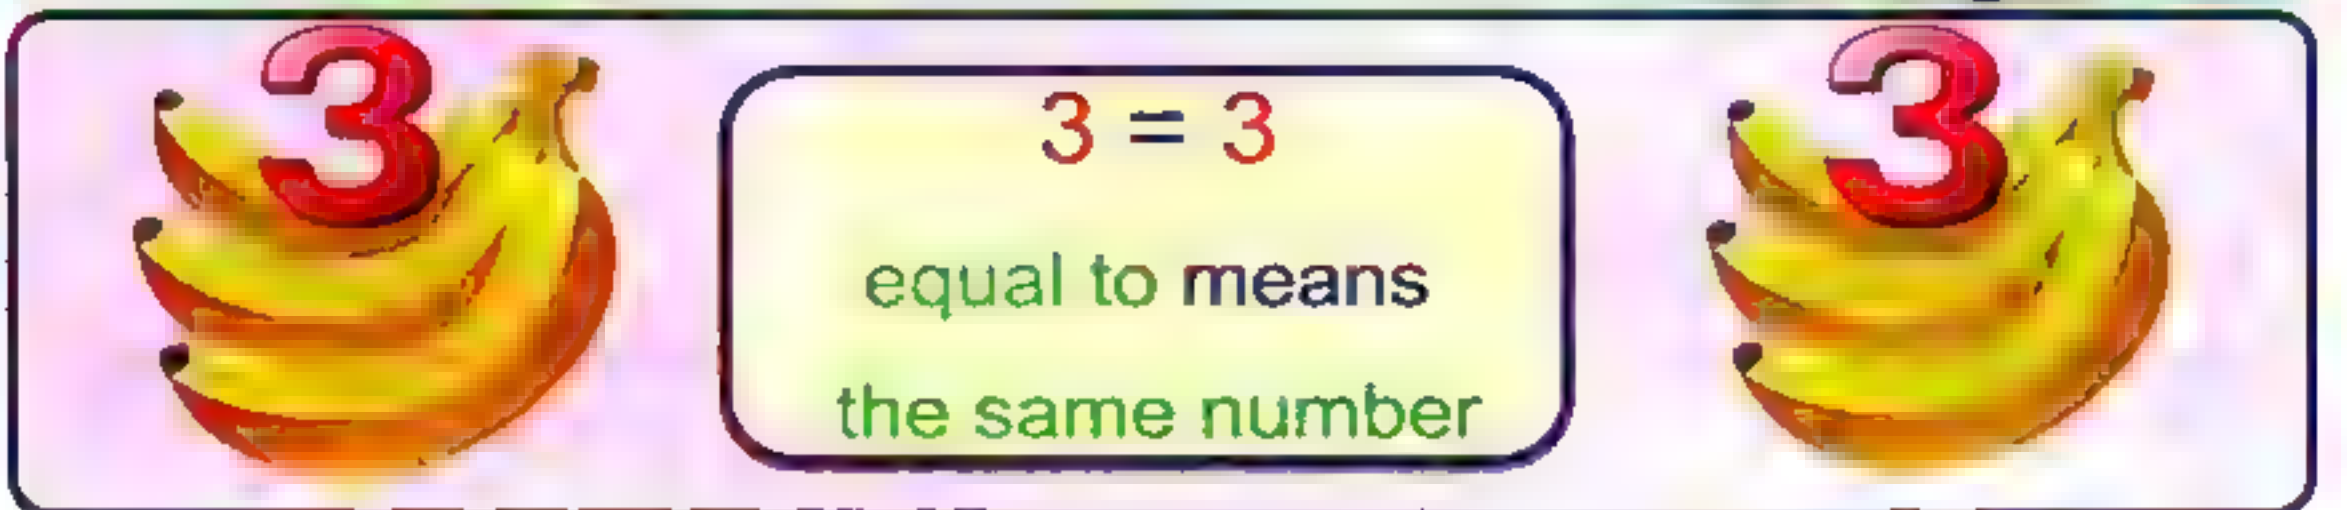 3
3 = 3
equal to means
the same number
3